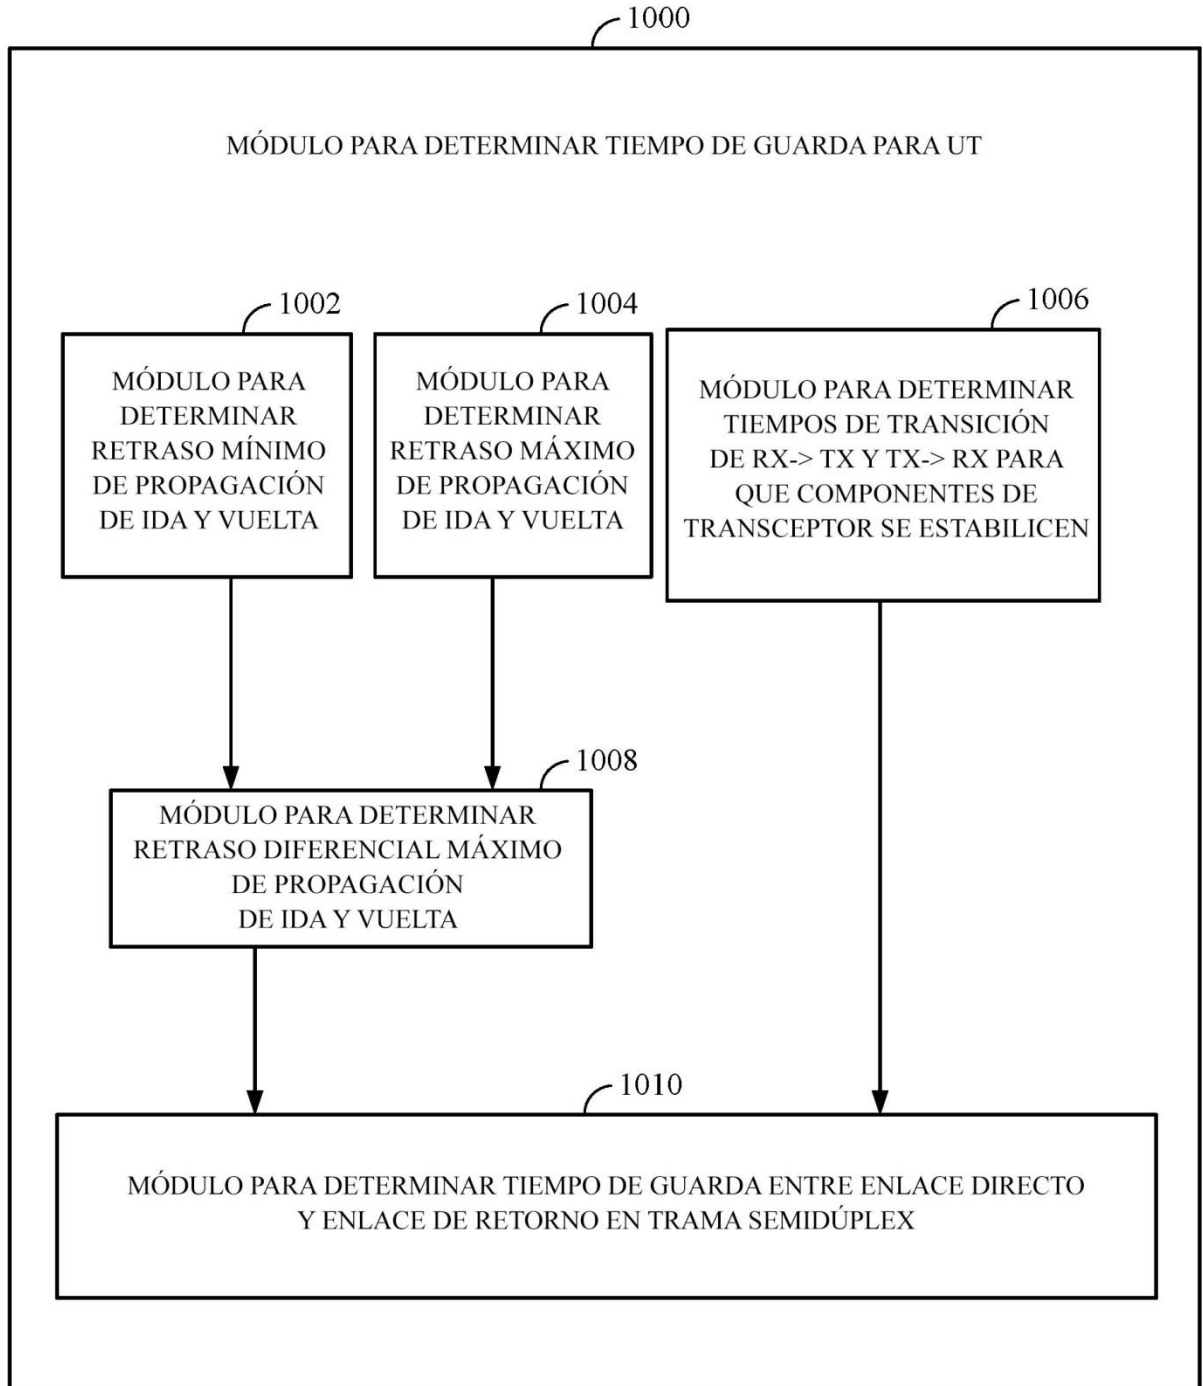 1000
MÓDULO PARA DETERMINAR TIEMPO DE GUARDA PARA UT
1002
MÓDULO PARA
DETERMINAR
RETRASO MÍNIMO
DE PROPAGACIÓN
DE IDA Y VUELTA
1004
MÓDULO PARA
DETERMINAR
RETRASO MÁXIMO
DE PROPAGACIÓN
DE IDA Y VUELTA
1006
MÓDULO PARA DETERMINAR
TIEMPOS DE TRANSICIÓN
DE RX-> TX Y TX-> RX PARA
QUE COMPONENTES DE
TRANSCEPTOR SE ESTABILICEN
1008
MÓDULO PARA DETERMINAR
RETRASO DIFERENCIAL MÁXIMO
DE PROPAGACIÓN
DE IDA Y VUELTA
1010
MÓDULO PARA DETERMINAR TIEMPO DE GUARDA ENTRE ENLACE DIRECTO
Y ENLACE DE RETORNO EN TRAMA SEMIDÚPLEX